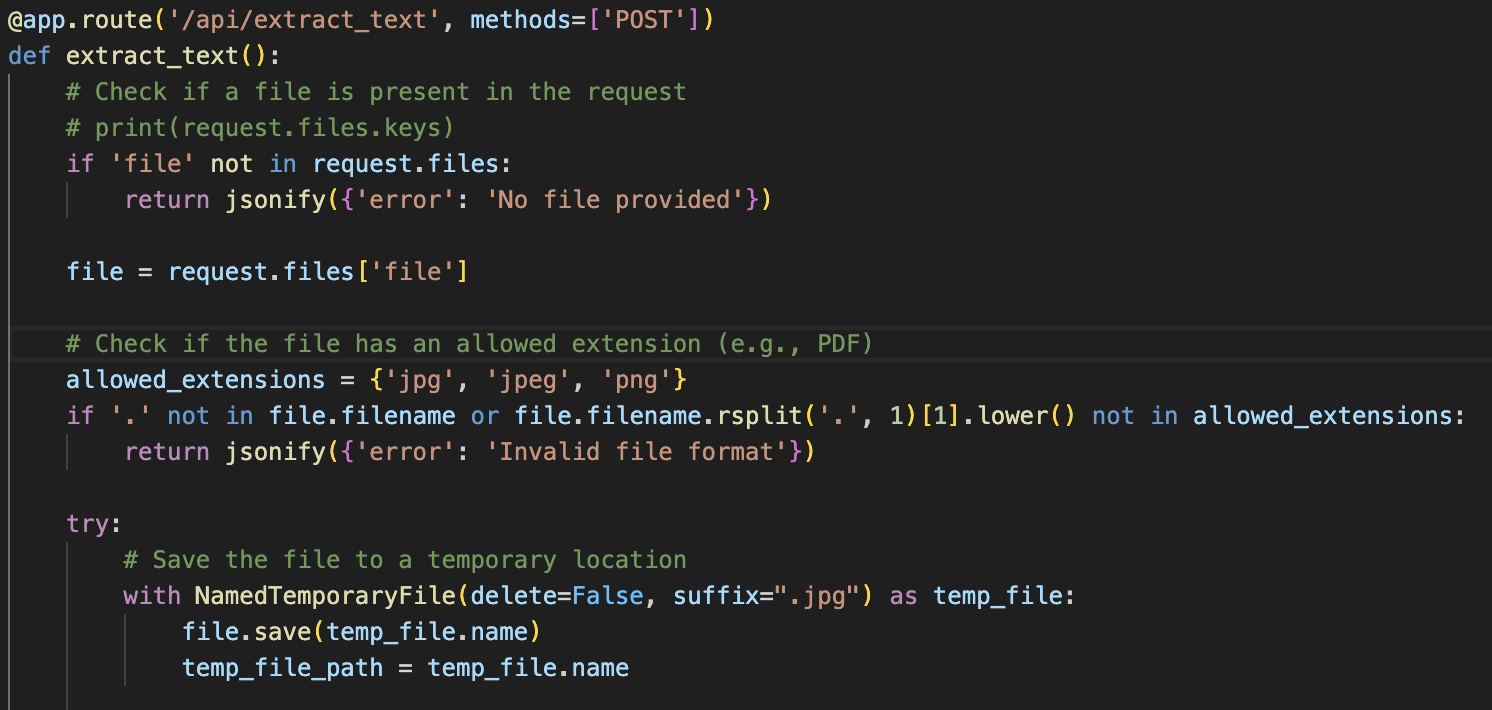 @app.route('/api/extract_text', methods=['POST'])
def extract_text():
    # Check if a file is present in the request
    # print(request.files.keys)
    if 'file' not in request.files:
        return jsonify({'error': 'No file provided'})

    file = request.files['file']

    # Check if the file has an allowed extension (e.g., PDF)
    allowed_extensions = {'jpg', 'jpeg', 'png'}
    if '.' not in file.filename or file.filename.rsplit('.', 1)[1].lower() not in allowed_extensions:
        return jsonify({'error': 'Invalid file format'})

    try:
        # Save the file to a temporary location
        with NamedTemporaryFile(delete=False, suffix=".jpg") as temp_file:
            file.save(temp_file.name)
            temp_file_path = temp_file.name